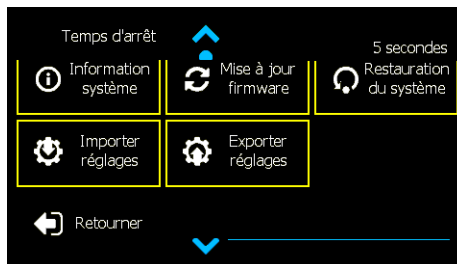 Temps d'arrêt
5 secondes
Information
système
Mise à jour
firmware
Restauration
du système
Importer
réglages
Exporter
réglages
Retourner